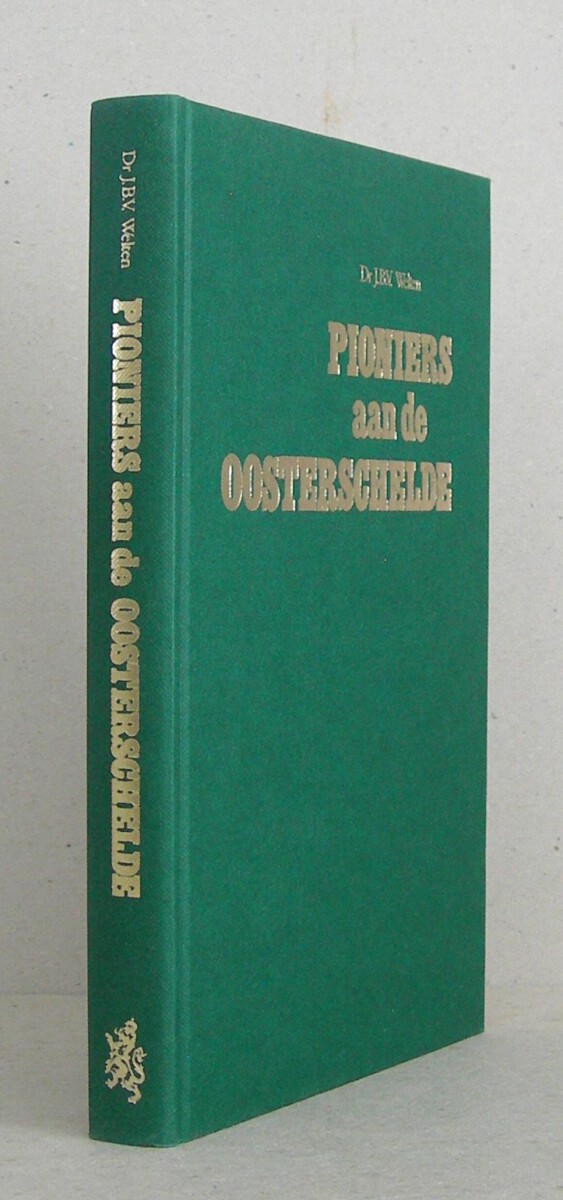 Dr J.B.V. Welten
PIONIERS aan de OOSTERSCHELDE
Dr J.B.V. Welten
PIONIERS
aan de
OOSTERSCHELDE